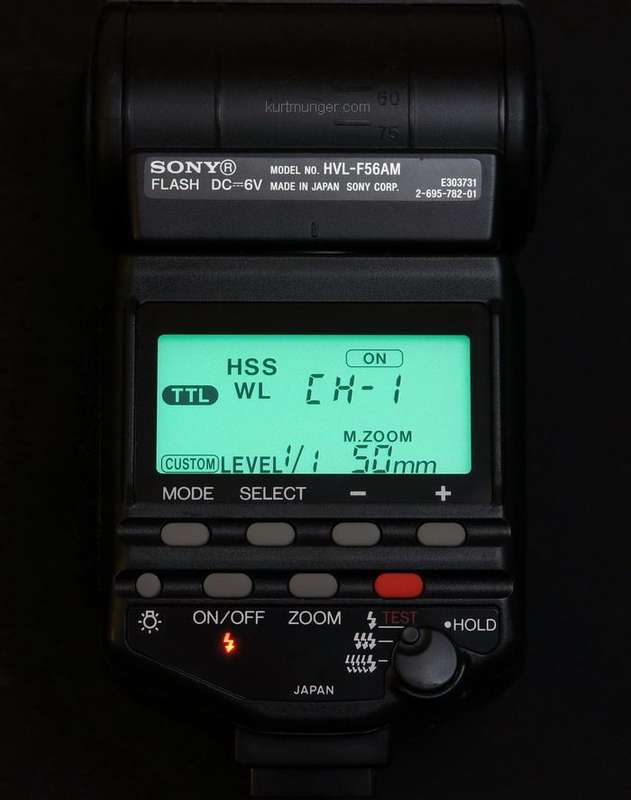 60
kurtmunger.com
75
SONY® MODEL NO. HVL-F56AM
FLASH DC⎓6V MADE IN JAPAN SONY CORP. E303731
2-695-782-01
HSS ON
TTL WL CH-1
M.ZOOM
CUSTOM LEVEL 1/1 50mm
MODE SELECT − +
ON/OFF ZOOM TEST •HOLD
JAPAN